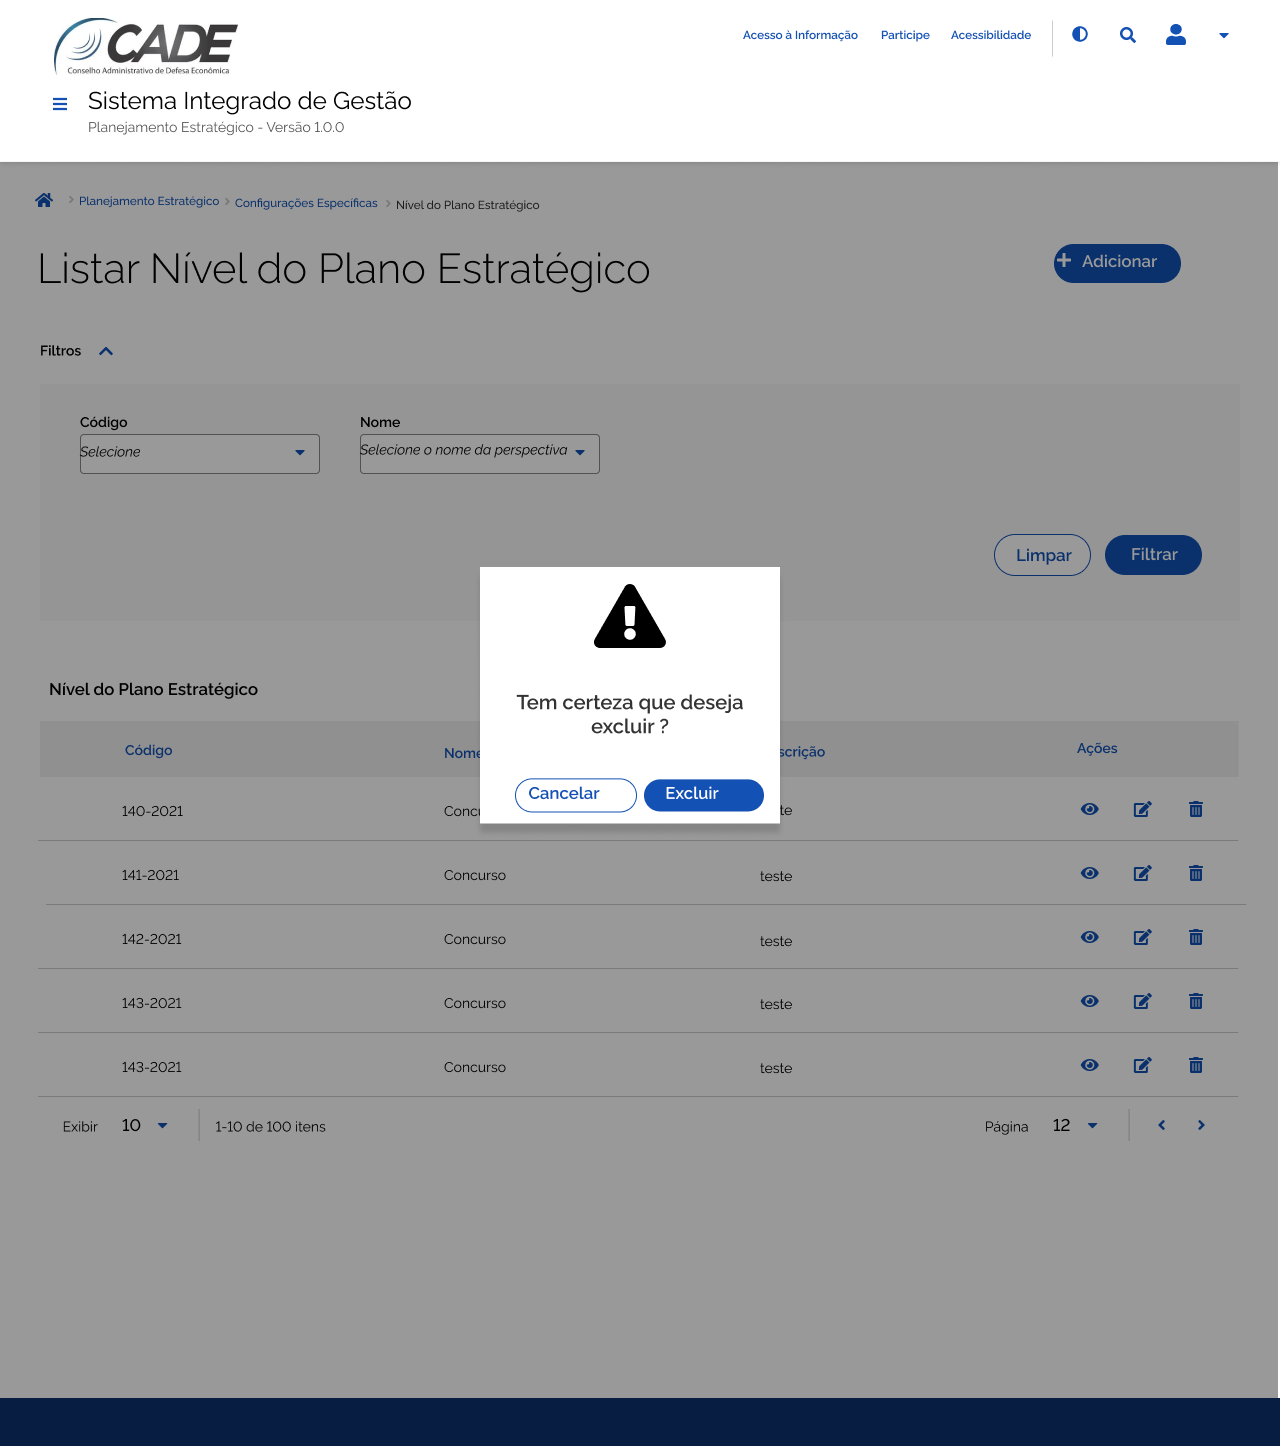 CADE
Conselho Administrativo de Defesa Econômica
Acesso à Informação Participe Acessibilidade
Sistema Integrado de Gestão
Planejamento Estratégico - Versão 1.0.0
Planejamento Estratégico Configurações Específicas Nível do Plano Estratégico
Listar Nível do Plano Estratégico
Adicionar
Filtros
Código Nome
Selecione Selecione o nome da perspectiva
Limpar Filtrar
Tem certeza que deseja
excluir ?
Cancelar Excluir
Nível do Plano Estratégico
Código Nome scrição Ações
140-2021 Conc te
141-2021 Concurso teste
142-2021 Concurso teste
143-2021 Concurso teste
143-2021 Concurso teste
Exibir 10 1-10 de 100 itens Página 12